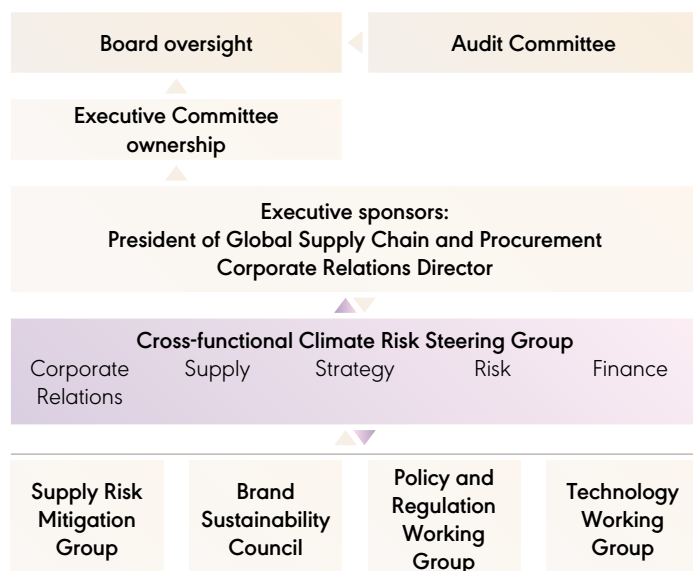 Board oversight
Audit Committee
Executive Committee
ownership
Executive sponsors:
President of Global Supply Chain and Procurement
Corporate Relations Director
Cross-functional Climate Risk Steering Group
Corporate
Relations
Supply
Strategy
Risk
Finance
Supply Risk
Mitigation
Group
Brand
Sustainability
Council
Policy and
Regulation
Working
Group
Technology
Working
Group